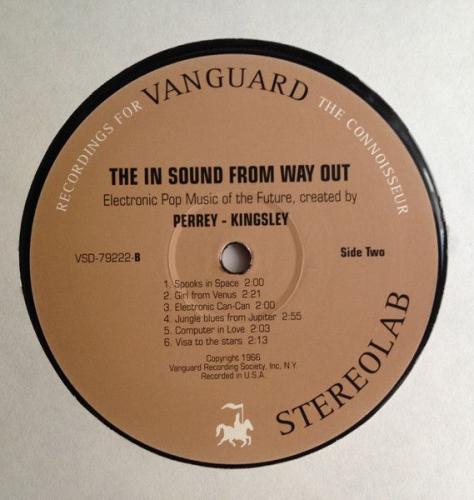 RECORDINGS FOR VANGUARD THE CONNOISSEUR
THE IN SOUND FROM WAY OUT
Electronic Pop Music of the Future, created by
PERREY - KINGSLEY
VSD-79222-B
Side Two
1. Spooks in Space 2:00
2. Girl from Venus 2:21
3. Electronic Can-Can 2:00
4. Jungle blues from Jupiter 2:55
5. Computer in Love 2:03
6. Visa to the stars 2:13
Copyright 1966
Vanguard Recording Society, Inc, N.Y.
Recorded in U.S.A.
STEREOLAB